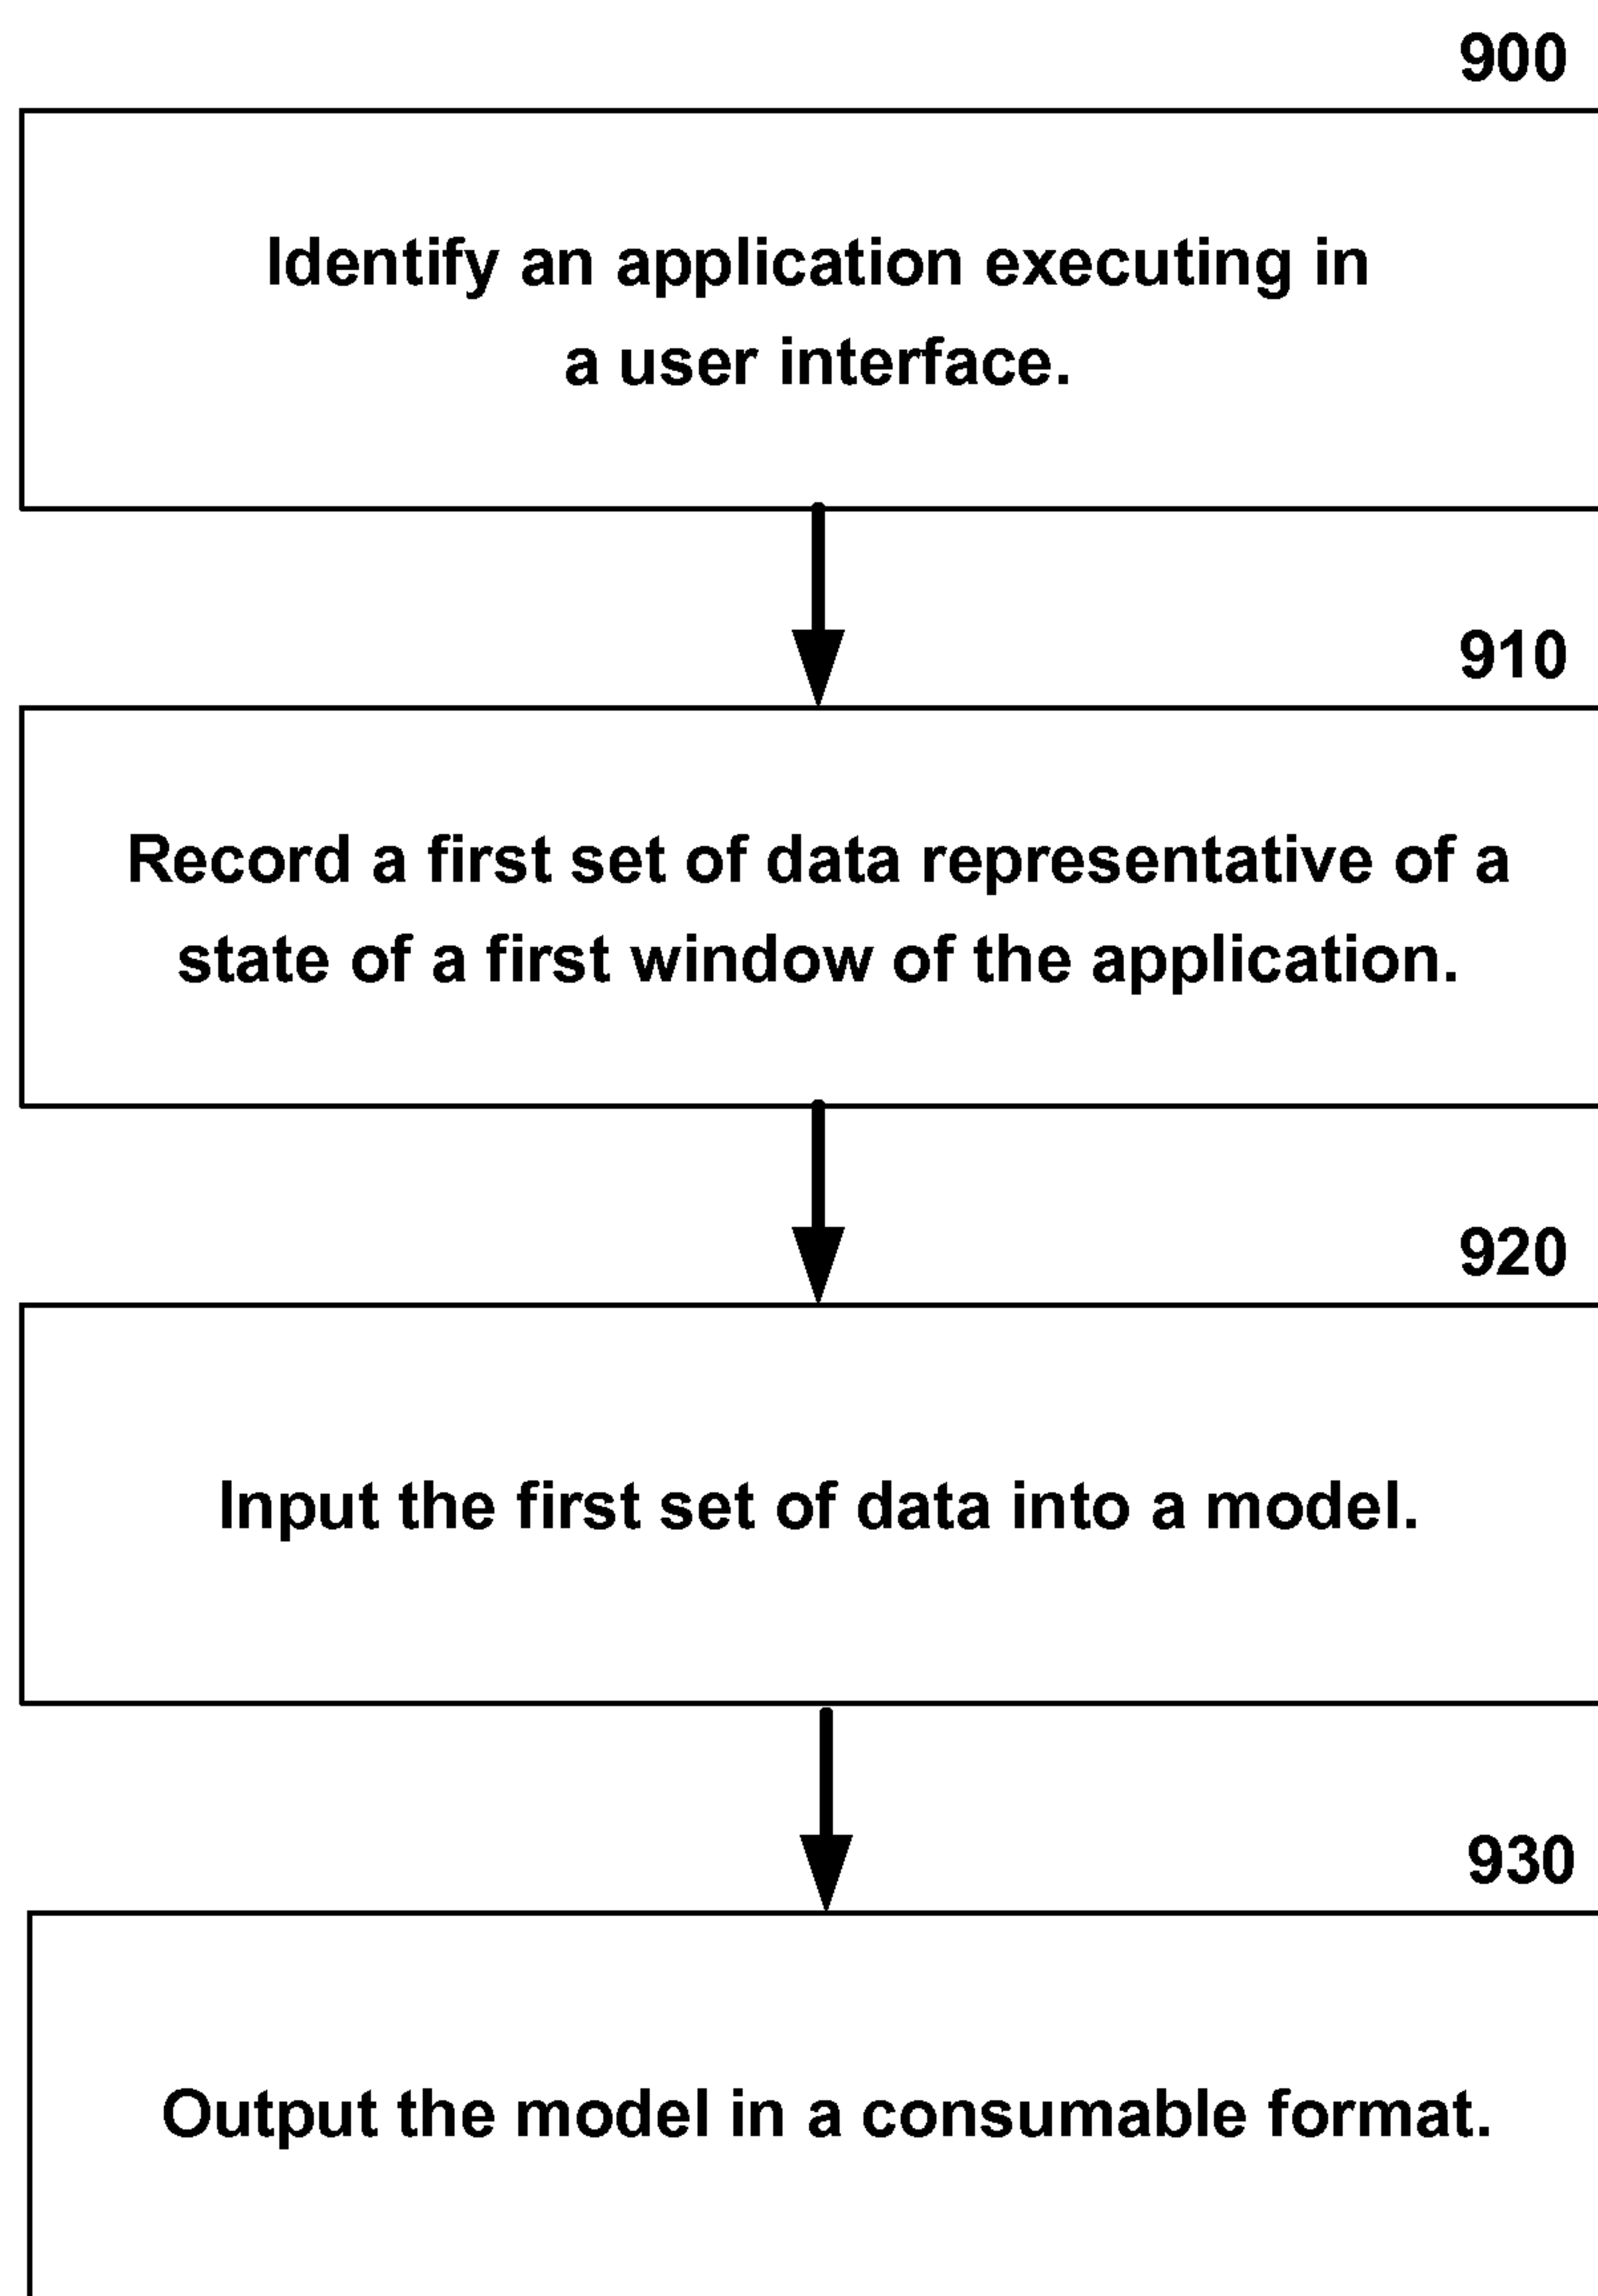 900
Identify an application executing in
a user interface.
910
Record a first set of data representative of a
state of a first window of the application.
920
Input the first set of data into a model.
930
Output the model in a consumable format.